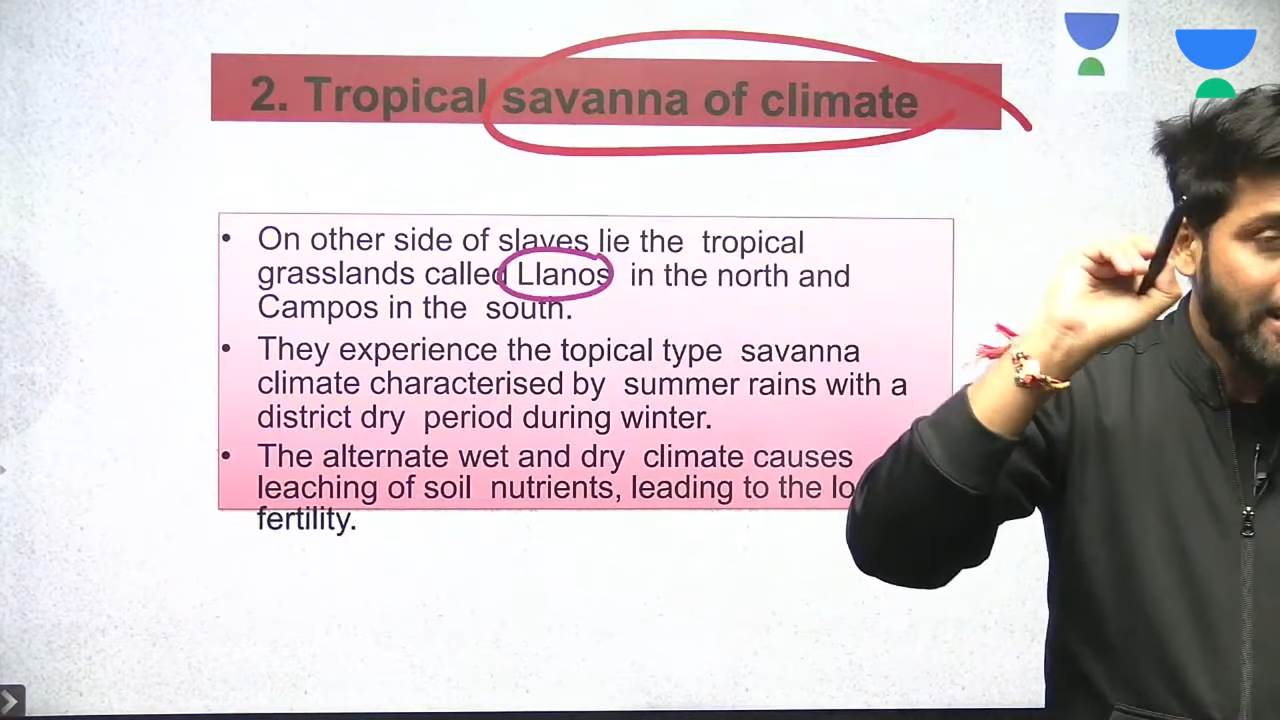 2. Tropical savanna of climate
• On other side of slaves lie the tropical
grasslands called Llanos in the north and
Campos in the south.
• They experience the topical type savanna
climate characterised by summer rains with a
district dry period during winter.
• The alternate wet and dry climate causes
leaching of soil nutrients, leading to the
fertility.